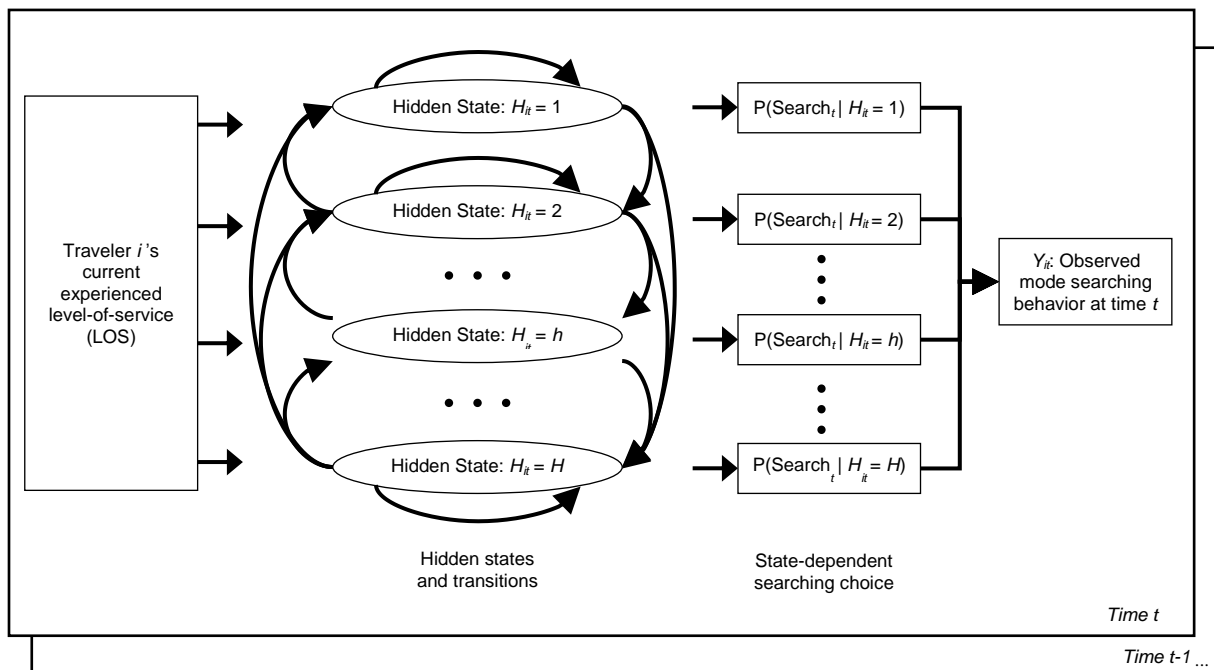 Traveler i 's
current
experienced
level-of-service
(LOS)
Hidden State: Hit = 1
Hidden State: Hit = 2
• • •
Hidden State: Hit = h
• • •
Hidden State: Hit = H
Hidden states
and transitions
P(Searcht | Hit = 1)
P(Searcht | Hit = 2)
P(Searcht | Hit = h)
P(Searcht | Hit = H)
State-dependent
searching choice
Yit: Observed
mode searching
behavior at time t
Time t
Time t-1 ...